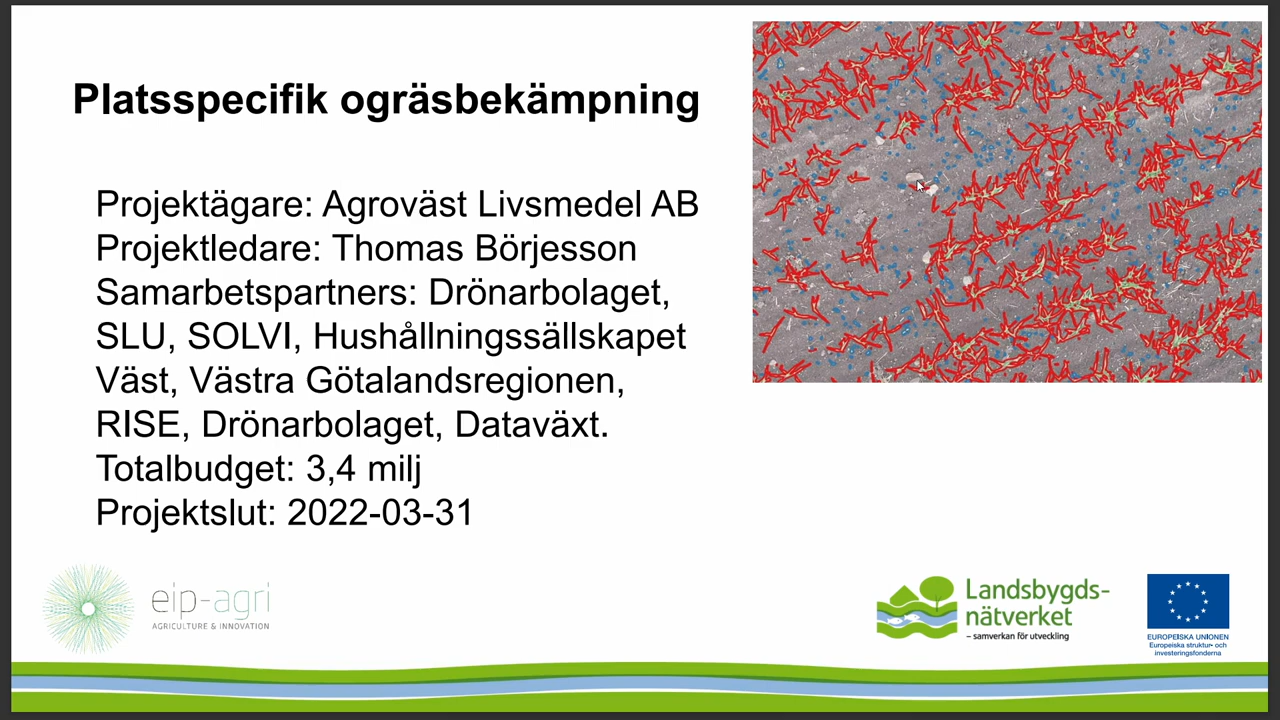 Platsspecifik ogräsbekämpning
Projektägare: Agroväst Livsmedel AB
Projektledare: Thomas Börjesson
Samarbetspartners: Drönarbolaget,
SLU, SOLVI, Hushållningssällskapet
Väst, Västra Götalandsregionen,
RISE, Drönarbolaget, Dataväxt.
Totalbudget: 3,4 milj
Projektslut: 2022-03-31
eip-agri
AGRICULTURE & INNOVATION
Landsbygds-
nätverket
– samverkan för utveckling
EUROPEISKA UNIONEN
Europeiska struktur- och
investeringsfonderna